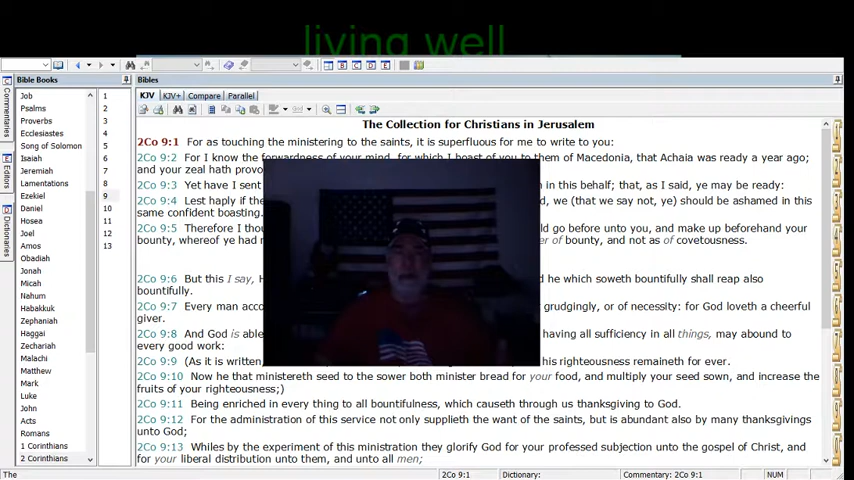 living well
Bible Books
Bibles
KJV KJV+ Compare Parallel
Commentaries
Editors
Dictionaries
Job
Psalms
Proverbs
Ecclesiastes
Song of Solomon
Isaiah
Jeremiah
Lamentations
Ezekiel
Daniel
Hosea
Joel
Amos
Obadiah
Jonah
Micah
Nahum
Habakkuk
Zephaniah
Haggai
Zechariah
Malachi
Matthew
Mark
Luke
John
Acts
Romans
1 Corinthians
2 Corinthians
1
2
3
4
5
6
7
8
9
10
11
12
13
The Collection for Christians in Jerusalem
2Co 9:1 For as touching the ministering to the saints, it is superfluous for me to write to you:
2Co 9:2 For I know the forwardness of your mind, for which I boast of you to them of Macedonia, that Achaia was ready a year ago;
and your zeal hath provo
2Co 9:3 Yet have I sent in this behalf; that, as I said, ye may be ready:
2Co 9:4 Lest haply if the d, we (that we say not, ye) should be ashamed in this
same confident boasting.
2Co 9:5 Therefore I thou ld go before unto you, and make up beforehand your
bounty, whereof ye had er of bounty, and not as of covetousness.
2Co 9:6 But this I say, H d he which soweth bountifully shall reap also
bountifully.
2Co 9:7 Every man acco grudgingly, or of necessity: for God loveth a cheerful
giver.
2Co 9:8 And God is able having all sufficiency in all things, may abound to
every good work:
2Co 9:9 (As it is written, his righteousness remaineth for ever.
2Co 9:10 Now he that ministereth seed to the sower both minister bread for your food, and multiply your seed sown, and increase the
fruits of your righteousness;)
2Co 9:11 Being enriched in every thing to all bountifulness, which causeth through us thanksgiving to God.
2Co 9:12 For the administration of this service not only supplieth the want of the saints, but is abundant also by many thanksgivings
unto God;
2Co 9:13 Whiles by the experiment of this ministration they glorify God for your professed subjection unto the gospel of Christ, and
for your liberal distribution unto them, and unto all men;
The 2Co 9:1 Dictionary: Commentary: 2Co 9:1 NUM